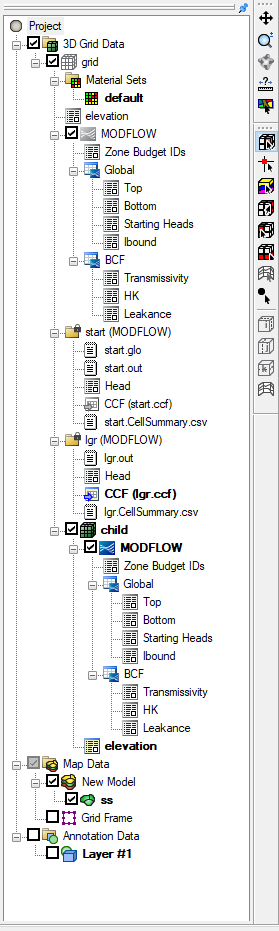 Project
3D Grid Data
grid
Material Sets
default
elevation
MODFLOW
Zone Budget IDs
Global
Top
Bottom
Starting Heads
Ibound
BCF
Transmissivity
HK
Leakance
start (MODFLOW)
start.glo
start.out
Head
CCF (start.ccf)
start.CellSummary.csv
lgr (MODFLOW)
lgr.out
Head
CCF (lgr.ccf)
lgr.CellSummary.csv
child
MODFLOW
Zone Budget IDs
Global
Top
Bottom
Starting Heads
Ibound
BCF
Transmissivity
HK
Leakance
elevation
Map Data
New Model
ss
Grid Frame
Annotation Data
Layer #1